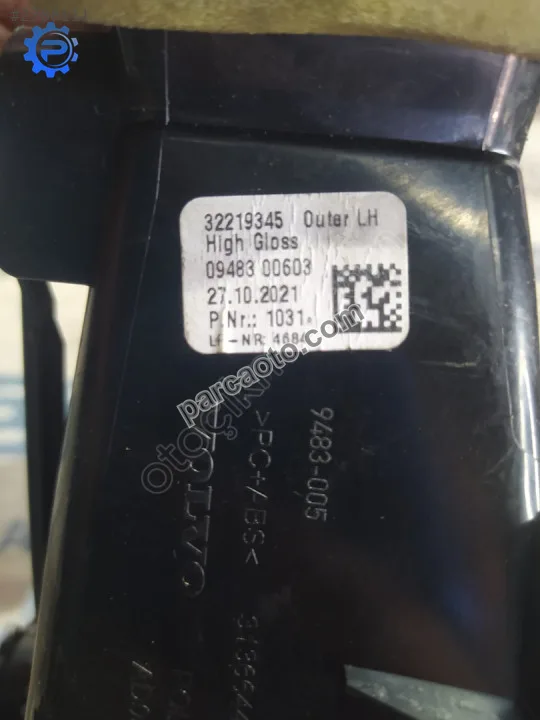 32219345 Outer LH
High Gloss
09483 00603
27.10.2021
P.Nr.: 1031
parcaoto.com
9483-005
>PC+ABS<
VOLVO